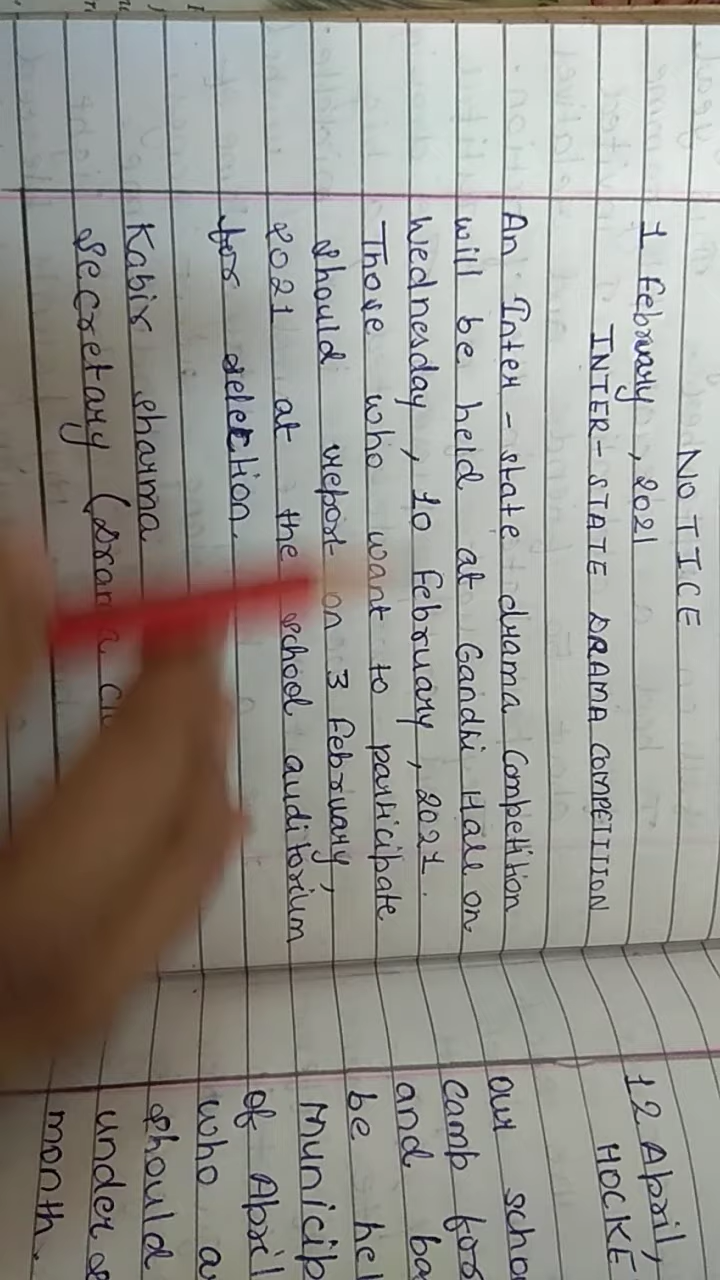 NOTICE
1 february, 2021
INTER-STATE DRAMA COMPETITION
An Inter-state drama Competition
will be held at Gandhi Hall on
Wednesday, 10 february, 2021.
Those who want to participate
should report on 3 february,
2021 at the school auditorium
for selection.
Kabir sharma
Secretary (Drama
12 April,
HOCKE
our scho
camp for
and ba
be hel
Municip
of April
who a
should
under
month.